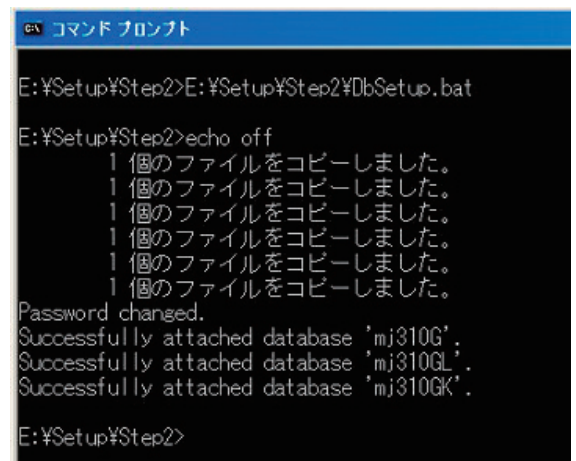 コマンド プロンプト
E:¥Setup¥Step2>E:¥Setup¥Step2¥DbSetup.bat
E:¥Setup¥Step2>echo off
1 個のファイルをコピーしました。
1 個のファイルをコピーしました。
1 個のファイルをコピーしました。
1 個のファイルをコピーしました。
1 個のファイルをコピーしました。
1 個のファイルをコピーしました。
Password changed.
Successfully attached database 'mj310G'.
Successfully attached database 'mj310GL'.
Successfully attached database 'mj310GK'.
E:¥Setup¥Step2>